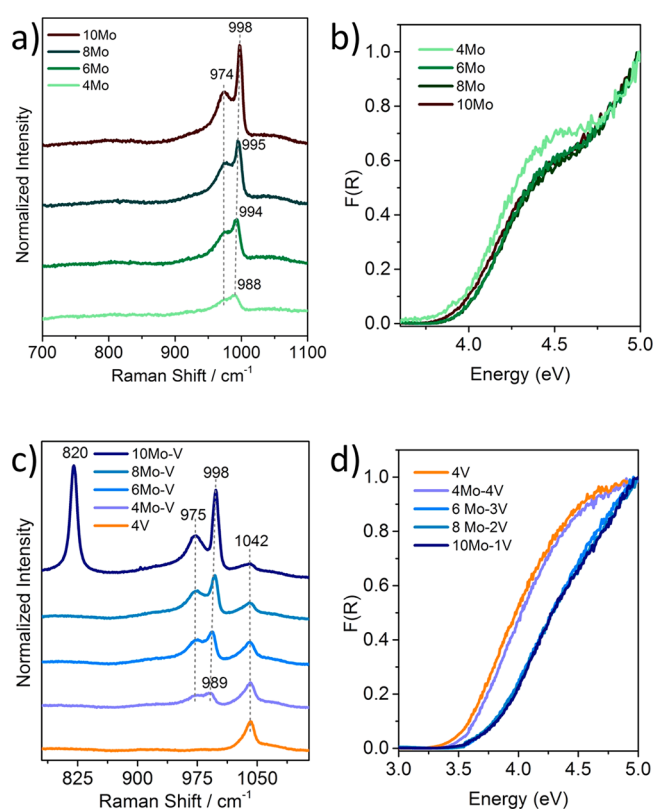 a)
10Mo
8Mo
6Mo
4Mo
998
974
995
994
988
Normalized Intensity
700 800 900 1000 1100
Raman Shift / cm-1
b)
4Mo
6Mo
8Mo
10Mo
1.0
0.8
0.6
0.4
0.2
0.0
F(R)
4.0 4.5 5.0
Energy (eV)
c)
820
10Mo-V
8Mo-V
6Mo-V
4Mo-V
4V
998
975
1042
989
Normalized Intensity
825 900 975 1050
Raman Shift / cm-1
d)
4V
4Mo-4V
6 Mo-3V
8 Mo-2V
10Mo-1V
1.0
0.8
0.6
0.4
0.2
0.0
F(R)
3.0 3.5 4.0 4.5 5.0
Energy (eV)